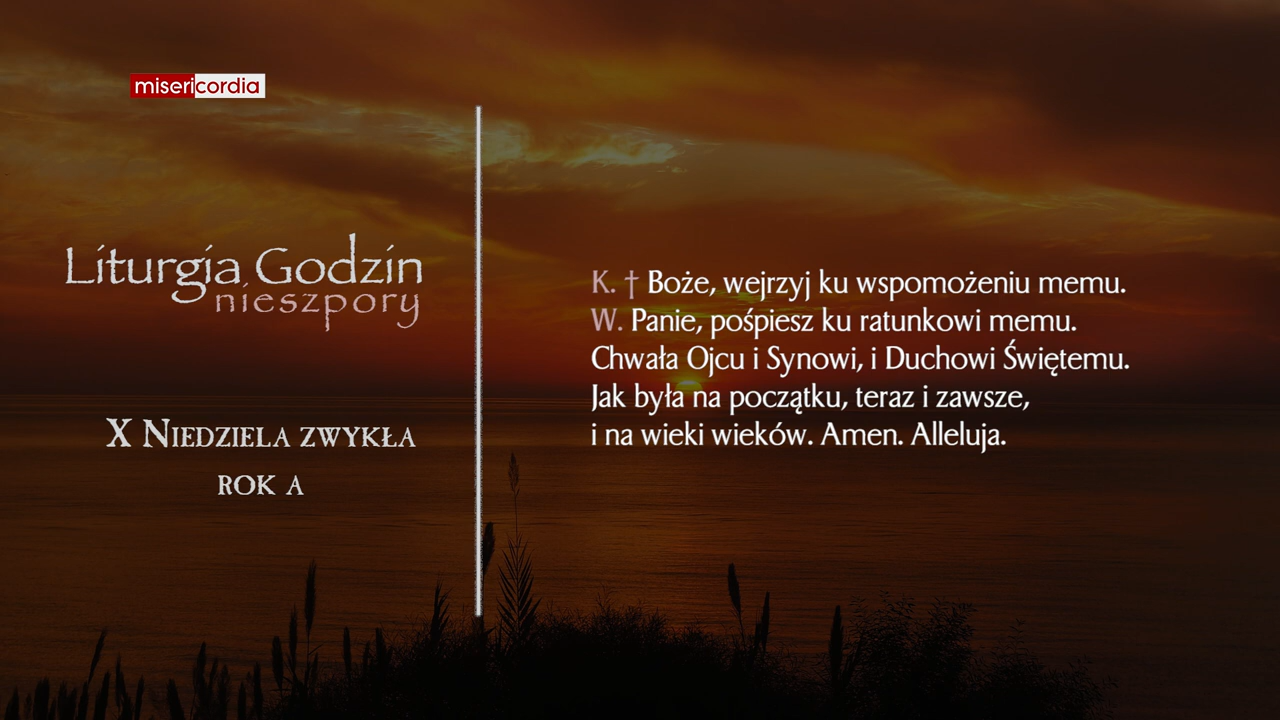 misericordia
Liturgia Godzin
nieszpory
X Niedziela zwykła
rok A
K. † Boże, wejrzyj ku wspomożeniu memu.
W. Panie, pośpiesz ku ratunkowi memu.
Chwała Ojcu i Synowi, i Duchowi Świętemu.
Jak była na początku, teraz i zawsze,
i na wieki wieków. Amen. Alleluja.